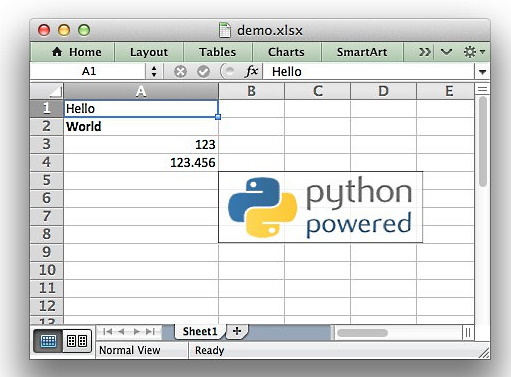 demo.xlsx
Home Layout Tables Charts SmartArt
A1 fx Hello
A B C D E
1 Hello
2 World
3 123
4 123.456
5
6
7
8
python
powered
9
10
11
12
13
Sheet1 +
Normal View Ready